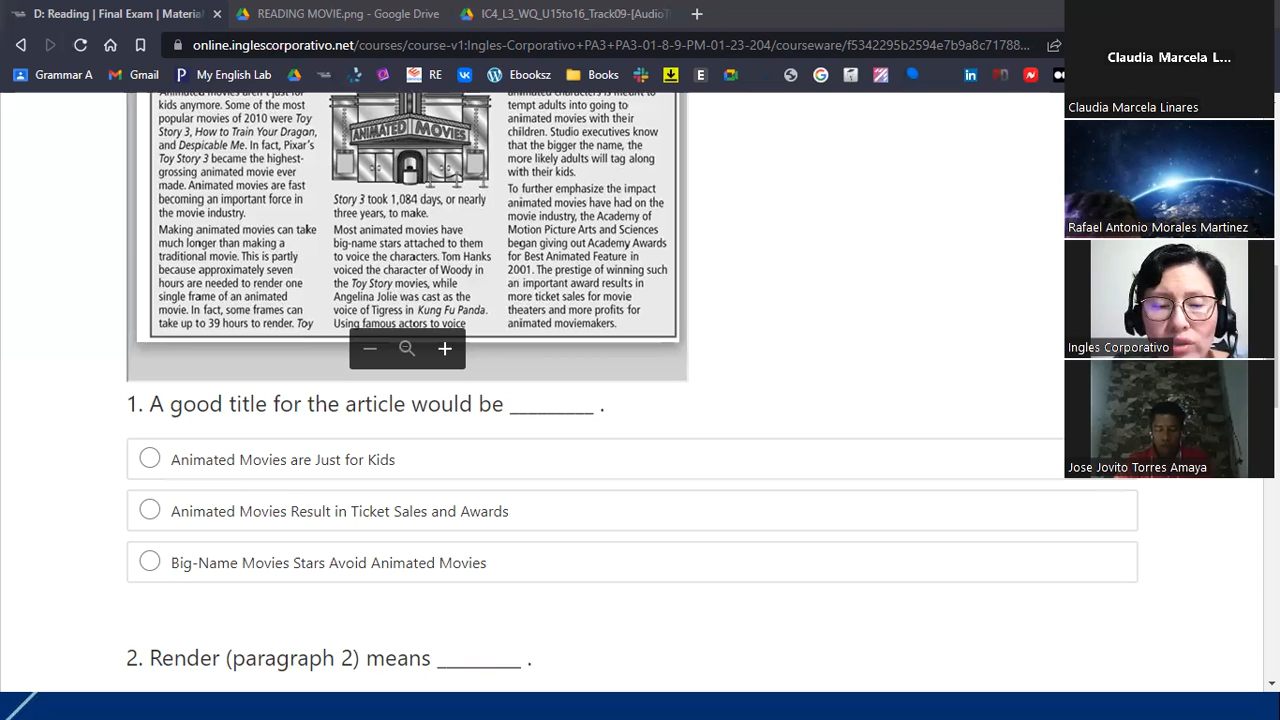 D: Reading | Final Exam | Material
READING MOVIE.png - Google Drive
IC4_L3_WQ_U15to16_Track09-[AudioT
online.inglescorporativo.net/courses/course-v1:Ingles-Corporativo+PA3+PA3-01-8-9-PM-01-23-204/courseware/f5342295b2594e7b9a8c71788...
Grammar A
Gmail
My English Lab
RE
Ebooksz
Books
Claudia Marcela L...
Claudia Marcela Linares
Rafael Antonio Morales Martinez
Ingles Corporativo
Jose Jovito Torres Amaya
Animated movies aren't just for
kids anymore. Some of the most
popular movies of 2010 were Toy
Story 3, How to Train Your Dragon,
and Despicable Me. In fact, Pixar's
Toy Story 3 became the highest-
grossing animated movie ever
made. Animated movies are fast
becoming an important force in
the movie industry.
Making animated movies can take
much longer than making a
traditional movie. This is partly
because approximately seven
hours are needed to render one
single frame of an animated
movie. In fact, some frames can
take up to 39 hours to render. Toy
ANIMATED MOVIES
Story 3 took 1,084 days, or nearly
three years, to make.
Most animated movies have
big-name stars attached to them
to voice the characters. Tom Hanks
voiced the character of Woody in
the Toy Story movies, while
Angelina Jolie was cast as the
voice of Tigress in Kung Fu Panda.
Using famous actors to voice
animated characters is meant to
tempt adults into going to
animated movies with their
children. Studio executives know
that the bigger the name, the
more likely adults will tag along
with their kids.
To further emphasize the impact
animated movies have had on the
movie industry, the Academy of
Motion Picture Arts and Sciences
began giving out Academy Awards
for Best Animated Feature in
2001. The prestige of winning such
an important award results in
more ticket sales for movie
theaters and more profits for
animated moviemakers.
1. A good title for the article would be _________ .
Animated Movies are Just for Kids
Animated Movies Result in Ticket Sales and Awards
Big-Name Movies Stars Avoid Animated Movies
2. Render (paragraph 2) means ________ .